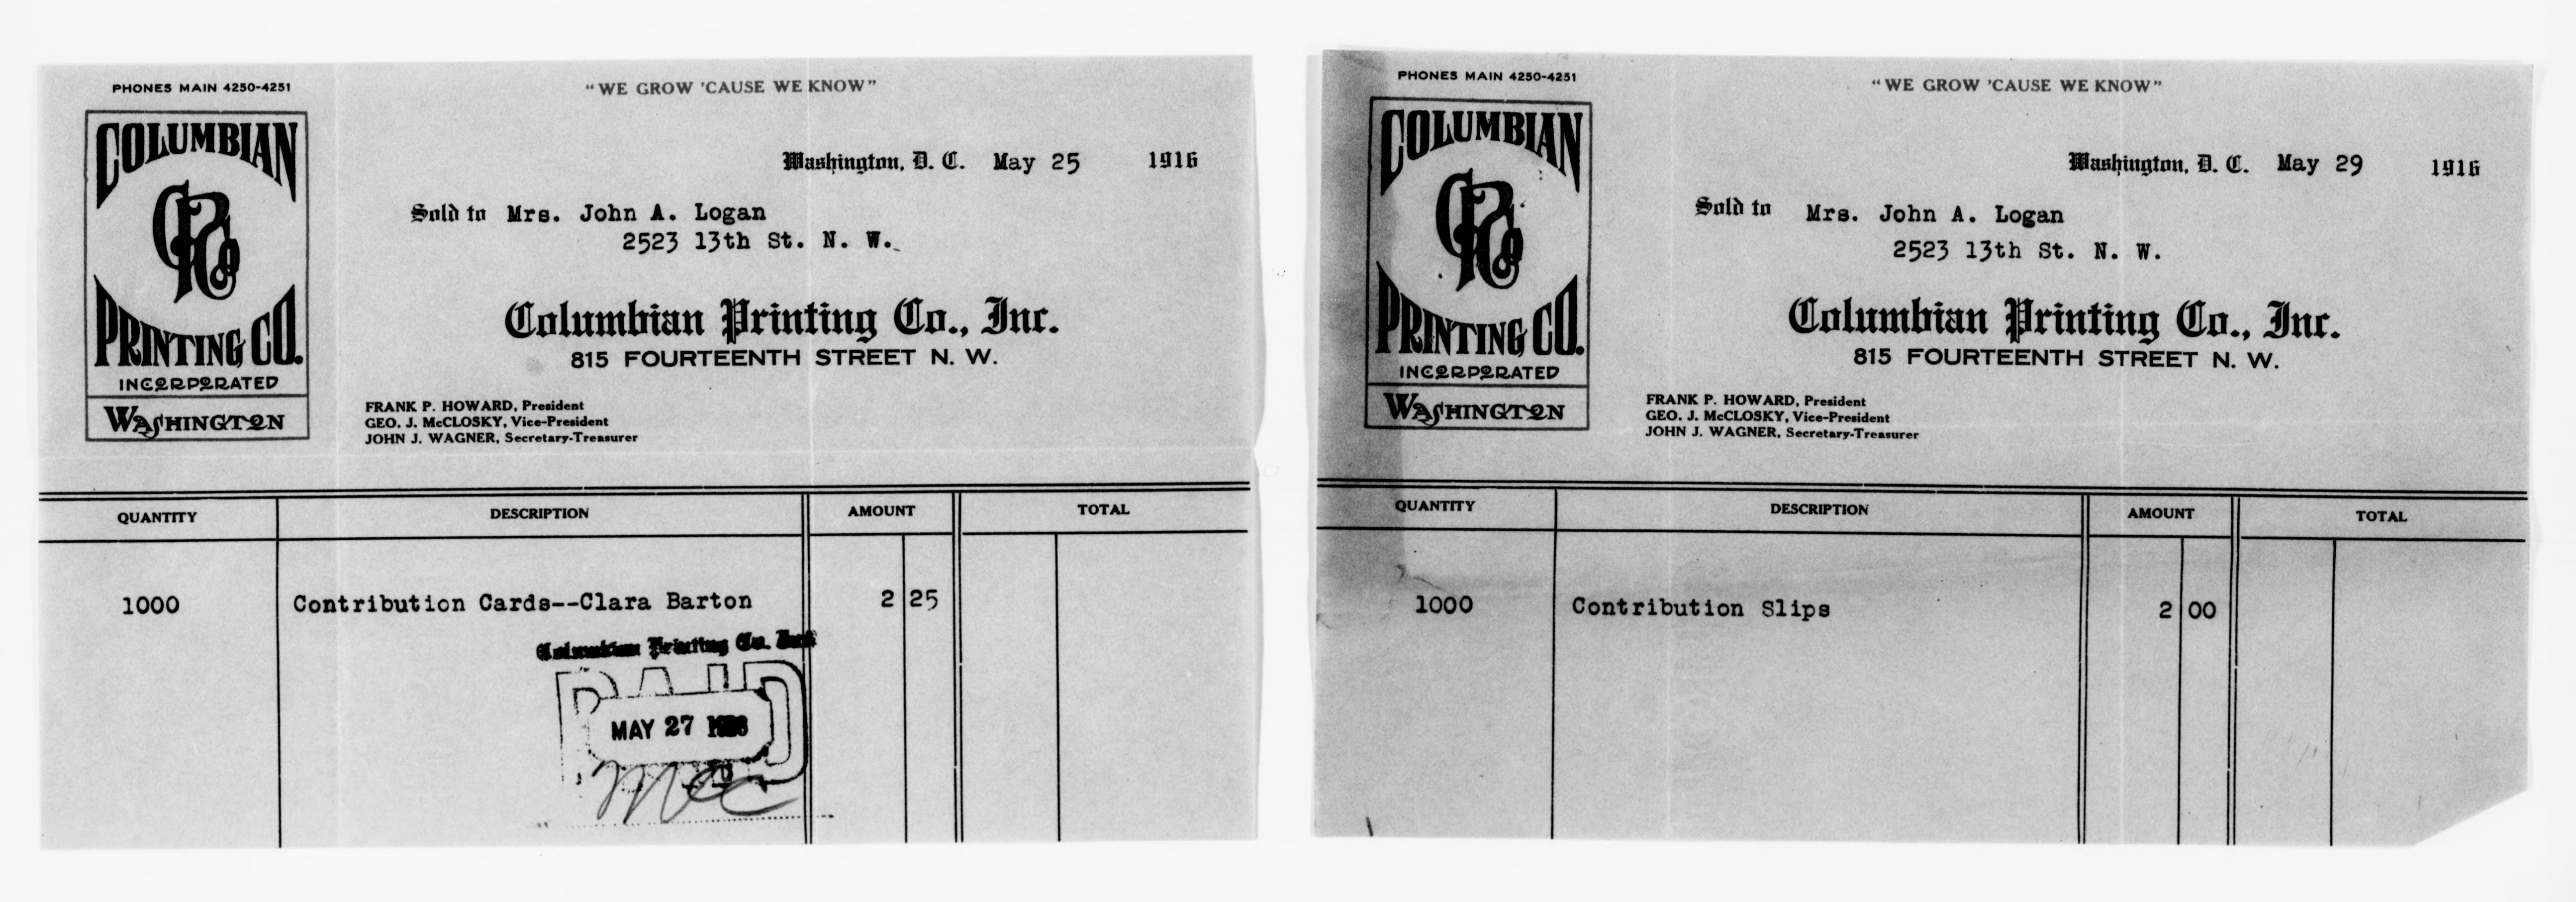 PHONES MAIN 4250-4251
"WE GROW 'CAUSE WE KNOW"
COLUMBIAN
CPCo
PRINTING CO.
INCORPORATED
WASHINGTON
Washington, D. C. May 25 1916
Sold to Mrs. John A. Logan
2523 13th St. N. W.
Columbian Printing Co., Inc.
815 FOURTEENTH STREET N. W.
FRANK P. HOWARD, President
GEO. J. McCLOSKY, Vice-President
JOHN J. WAGNER, Secretary-Treasurer
QUANTITY DESCRIPTION AMOUNT TOTAL
1000 Contribution Cards--Clara Barton 2 25
Columbian Printing Co. Inc.
PAID
MAY 27
PHONES MAIN 4250-4251
"WE GROW 'CAUSE WE KNOW"
COLUMBIAN
CPCo
PRINTING CO.
INCORPORATED
WASHINGTON
Washington, D. C. May 29 1916
Sold to Mrs. John A. Logan
2523 13th St. N. W.
Columbian Printing Co., Inc.
815 FOURTEENTH STREET N. W.
FRANK P. HOWARD, President
GEO. J. McCLOSKY, Vice-President
JOHN J. WAGNER, Secretary-Treasurer
QUANTITY DESCRIPTION AMOUNT TOTAL
1000 Contribution Slips 2 00